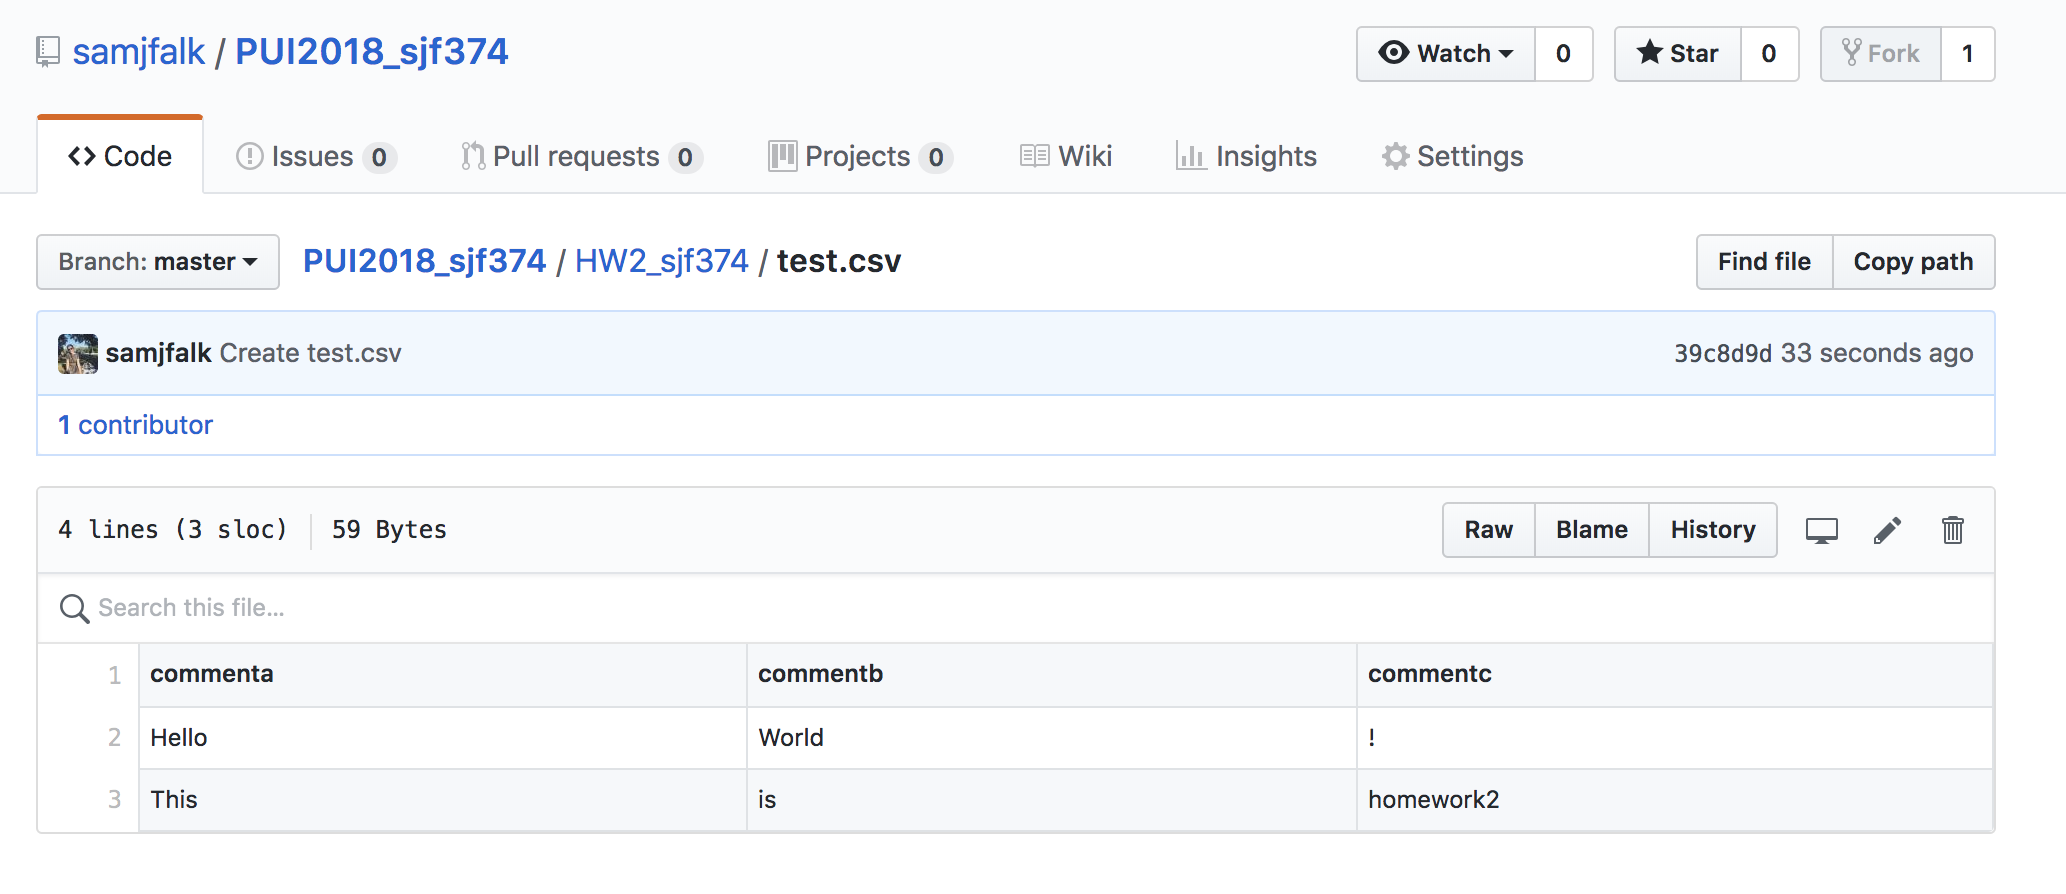 samjfalk / PUI2018_sjf374 Watch 0 Star 0 Fork 1
Code Issues 0 Pull requests 0 Projects 0 Wiki Insights Settings
Branch: master PUI2018_sjf374 / HW2_sjf374 / test.csv Find file Copy path
samjfalk Create test.csv 39c8d9d 33 seconds ago
1 contributor
4 lines (3 sloc) 59 Bytes Raw Blame History
Search this file...
1 commenta commentb commentc
2 Hello World !
3 This is homework2